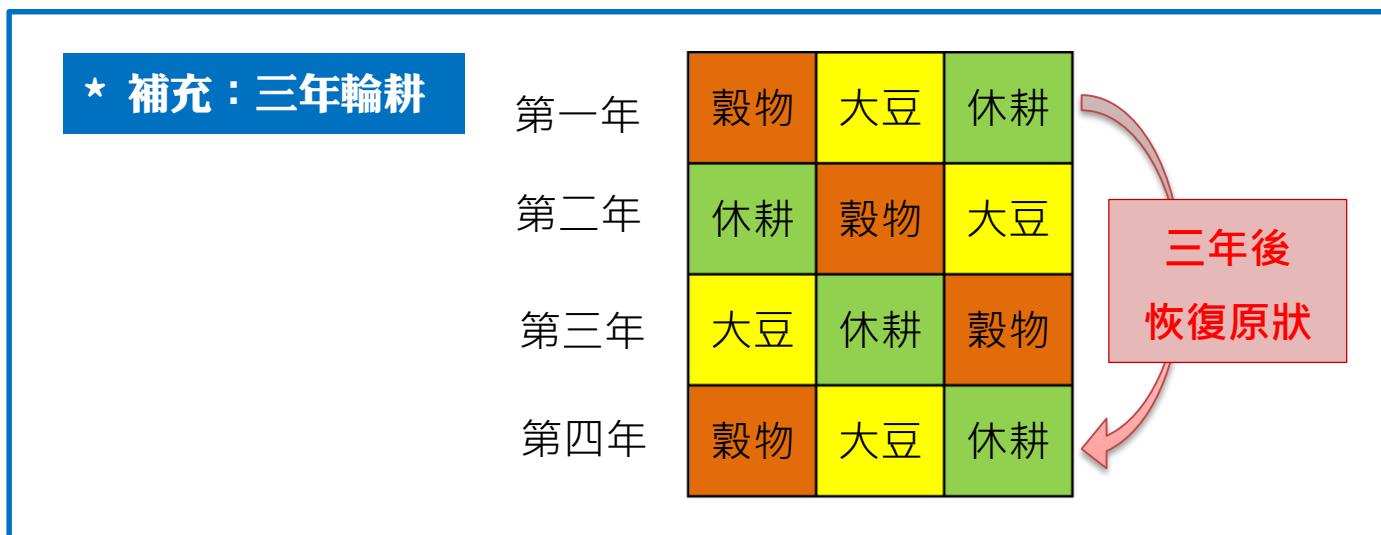 * 補充：三年輪耕
第一年 穀物 大豆 休耕
第二年 休耕 穀物 大豆
第三年 大豆 休耕 穀物
第四年 穀物 大豆 休耕
三年後
恢復原狀